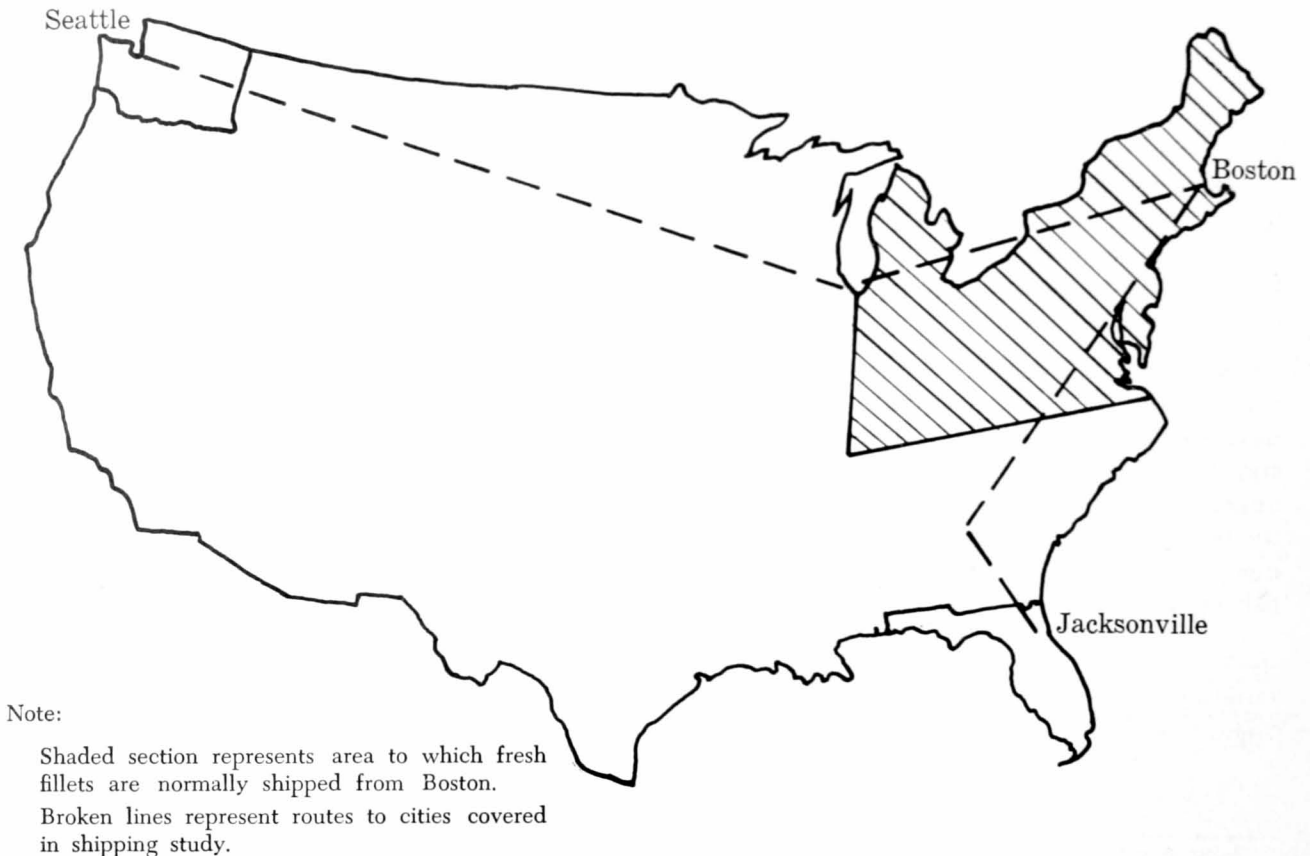 Seattle
Boston
Jacksonville
Note:
Shaded section represents area to which fresh
fillets are normally shipped from Boston.
Broken lines represent routes to cities covered
in shipping study.